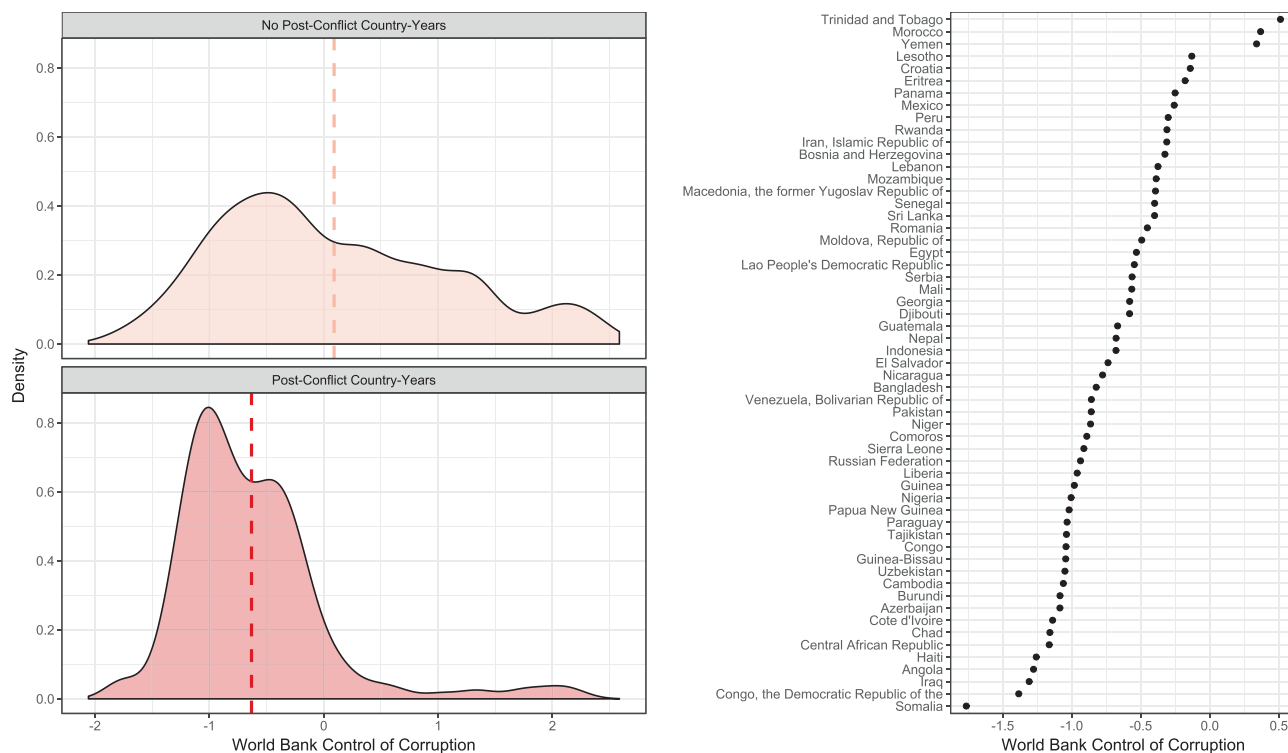 No Post-Conflict Country-Years
0.8
0.6
0.4
0.2
0.0
Density
Post-Conflict Country-Years
0.8
0.6
0.4
0.2
0.0
-2
-1
0
1
2
World Bank Control of Corruption
Trinidad and Tobago
Morocco
Yemen
Lesotho
Croatia
Eritrea
Panama
Mexico
Peru
Rwanda
Iran, Islamic Republic of
Bosnia and Herzegovina
Lebanon
Mozambique
Macedonia, the former Yugoslav Republic of
Senegal
Sri Lanka
Romania
Moldova, Republic of
Egypt
Lao People's Democratic Republic
Serbia
Mali
Georgia
Djibouti
Guatemala
Nepal
Indonesia
El Salvador
Nicaragua
Bangladesh
Venezuela, Bolivarian Republic of
Pakistan
Niger
Comoros
Sierra Leone
Russian Federation
Liberia
Guinea
Nigeria
Papua New Guinea
Paraguay
Tajikistan
Congo
Guinea-Bissau
Uzbekistan
Cambodia
Burundi
Azerbaijan
Cote d'Ivoire
Chad
Central African Republic
Haiti
Angola
Iraq
Congo, the Democratic Republic of the
Somalia
-1.5
-1.0
-0.5
0.0
0.5
World Bank Control of Corruption